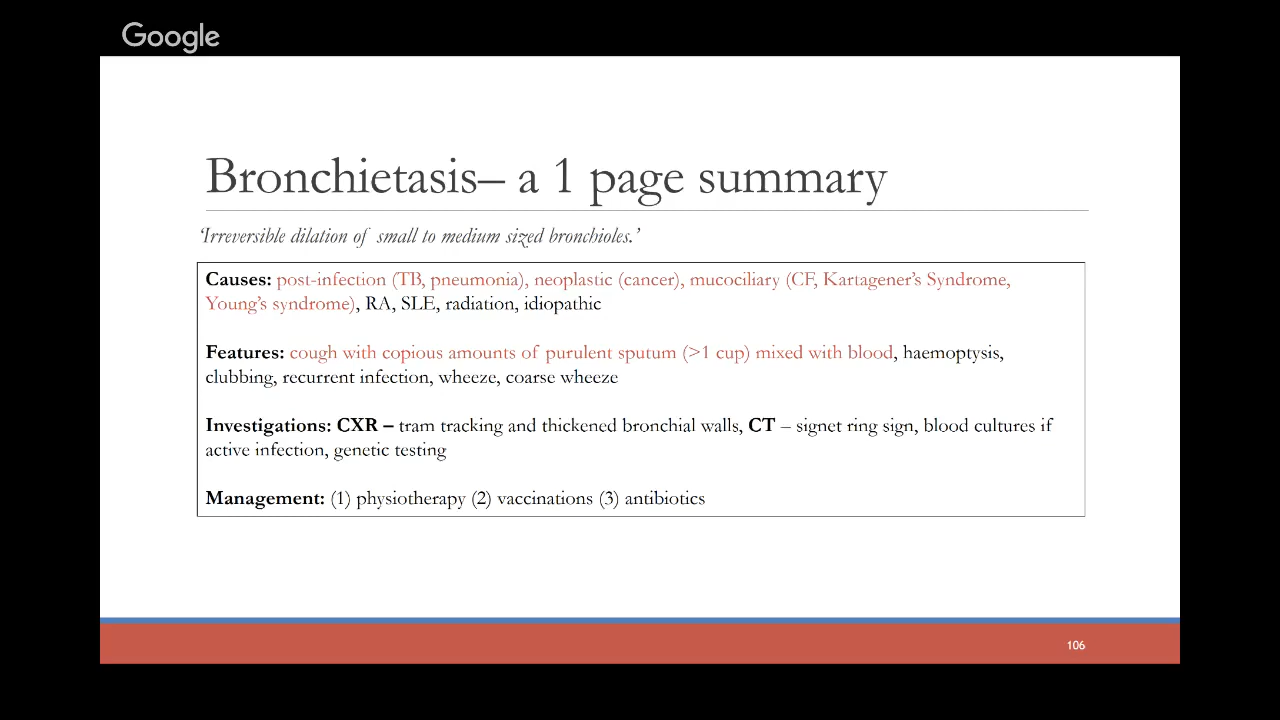 Google
Bronchietasis– a 1 page summary
‘Irreversible dilation of small to medium sized bronchioles.’
Causes: post-infection (TB, pneumonia), neoplastic (cancer), mucociliary (CF, Kartagener’s Syndrome,
Young’s syndrome), RA, SLE, radiation, idiopathic
Features: cough with copious amounts of purulent sputum (>1 cup) mixed with blood, haemoptysis,
clubbing, recurrent infection, wheeze, coarse wheeze
Investigations: CXR – tram tracking and thickened bronchial walls, CT – signet ring sign, blood cultures if
active infection, genetic testing
Management: (1) physiotherapy (2) vaccinations (3) antibiotics
106